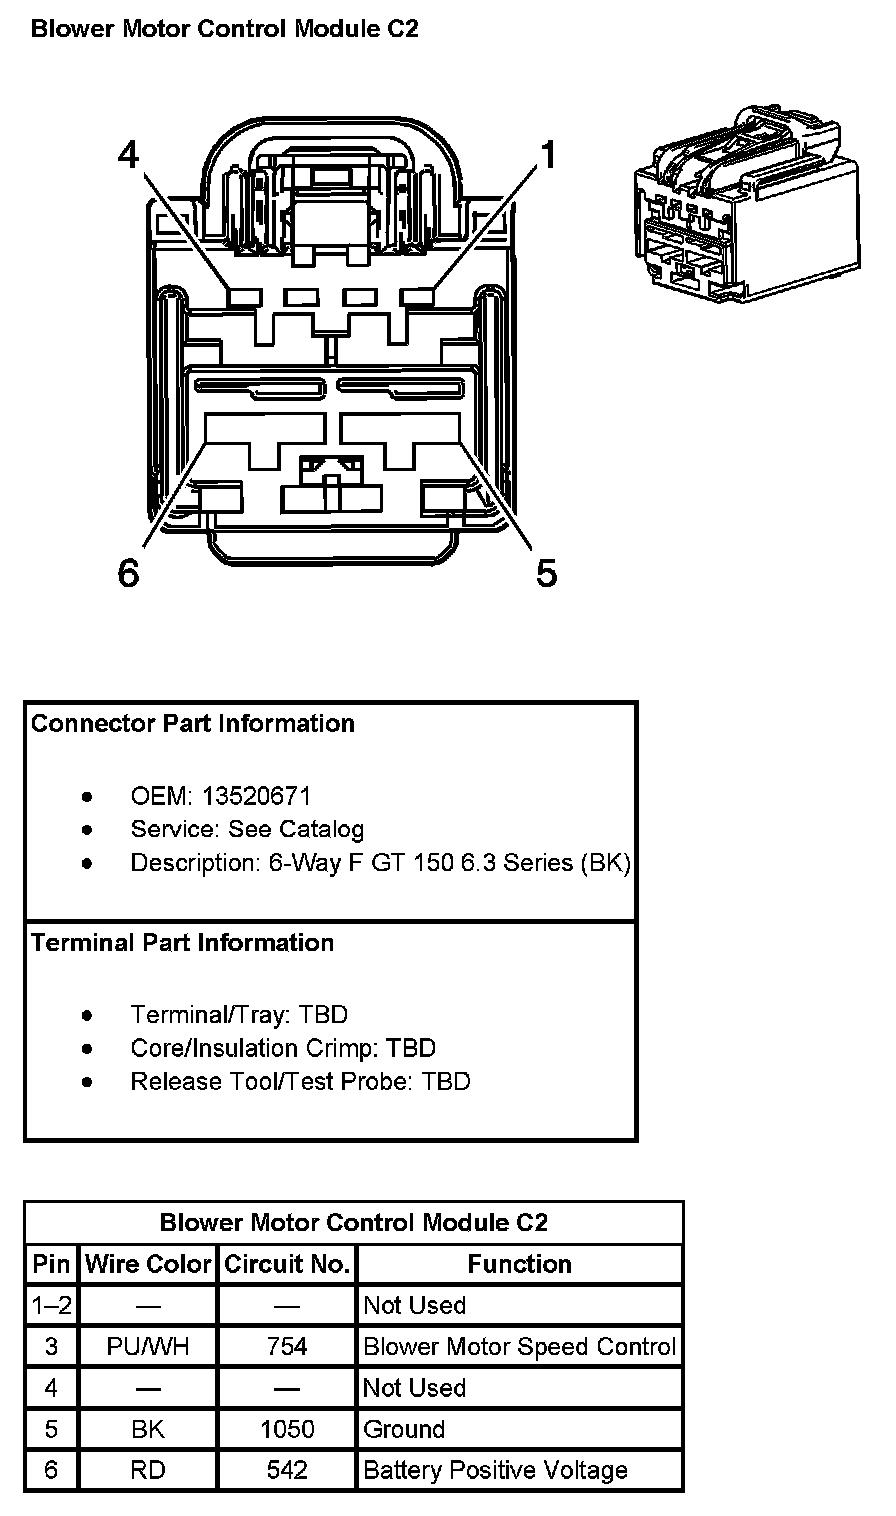 Blower Motor Control Module C2
4
1
6
5
Connector Part Information
• OEM: 13520671
• Service: See Catalog
• Description: 6-Way F GT 150 6.3 Series (BK)
Terminal Part Information
• Terminal/Tray: TBD
• Core/Insulation Crimp: TBD
• Release Tool/Test Probe: TBD
Blower Motor Control Module C2
Pin Wire Color Circuit No. Function
1–2 — — Not Used
3 PU/WH 754 Blower Motor Speed Control
4 — — Not Used
5 BK 1050 Ground
6 RD 542 Battery Positive Voltage